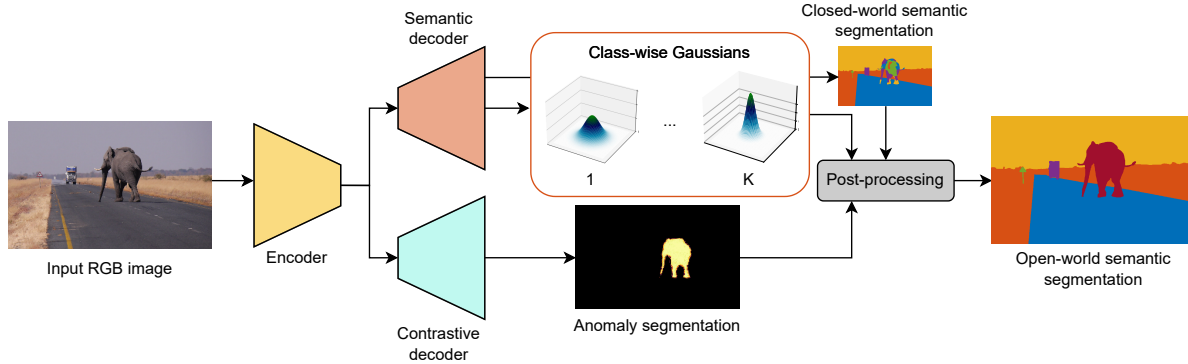 Semantic
decoder
Class-wise Gaussians
Closed-world semantic
segmentation
...
1
K
Post-processing
Input RGB image
Encoder
Contrastive
decoder
Anomaly segmentation
Open-world semantic
segmentation